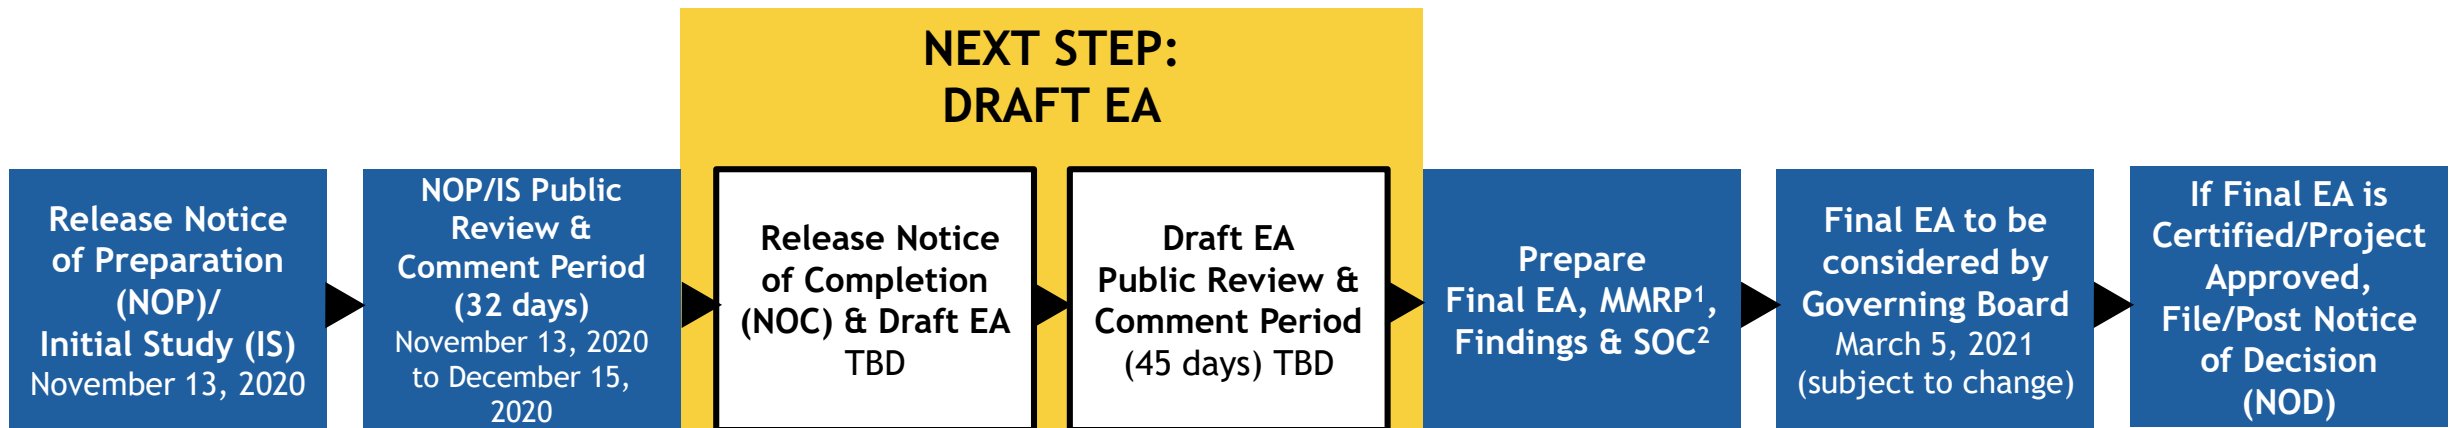 NEXT STEP:
DRAFT EA
Release Notice
of Preparation
(NOP)/
Initial Study (IS)
November 13, 2020
NOP/IS Public
Review &
Comment Period
(32 days)
November 13, 2020
to December 15,
2020
Release Notice
of Completion
(NOC) & Draft EA
TBD
Draft EA
Public Review &
Comment Period
(45 days) TBD
Prepare
Final EA, MMRP¹,
Findings & SOC²
Final EA to be
considered by
Governing Board
March 5, 2021
(subject to change)
If Final EA is
Certified/Project
Approved,
File/Post Notice
of Decision
(NOD)